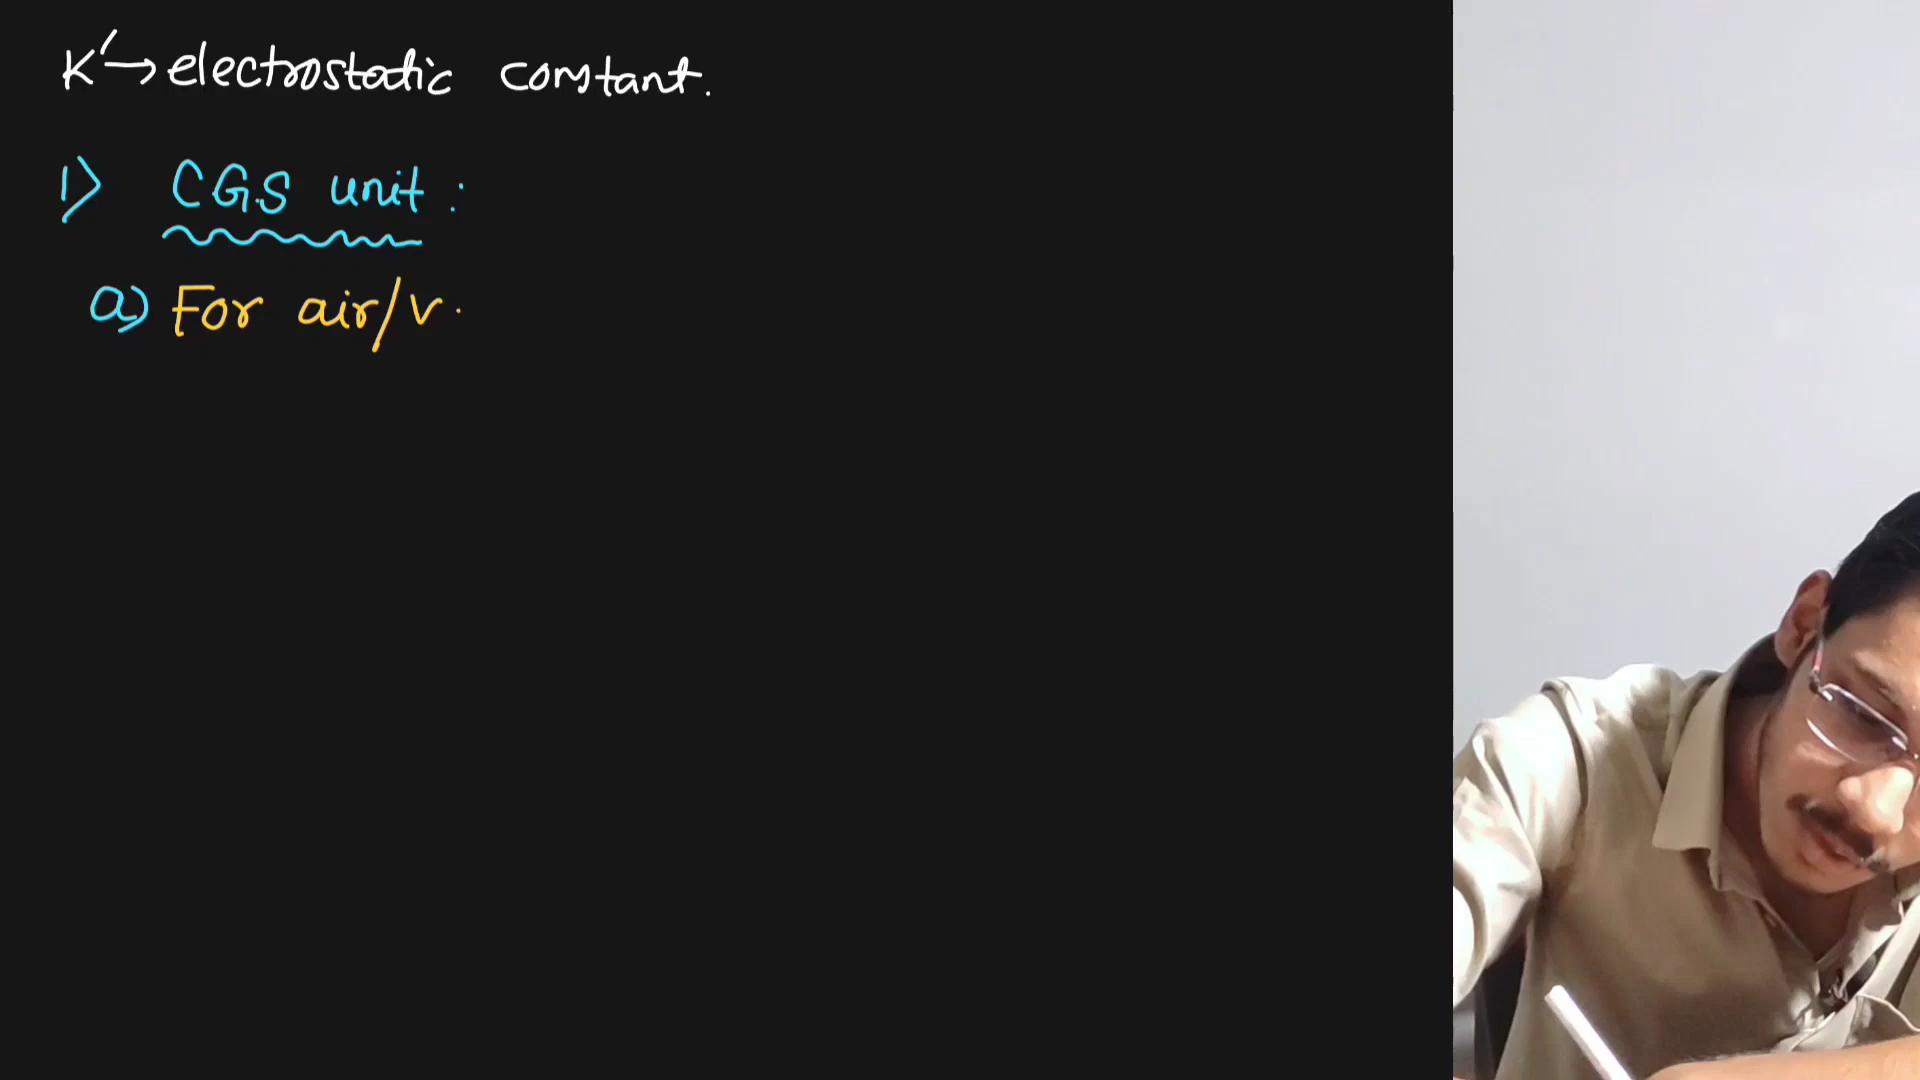 K' → electrostatic constant.
1> CGS unit :
a) For air/v.